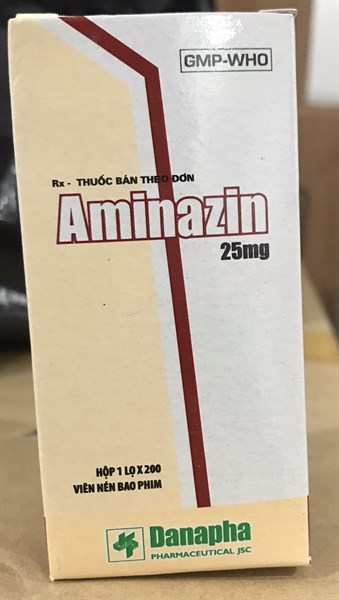 GMP-WHO
Rx - THUỐC BÁN THEO ĐƠN
Aminazin
25mg
HỘP 1 LỌ X 200
VIÊN NÉN BAO PHIM
Danapha
PHARMACEUTICAL JSC